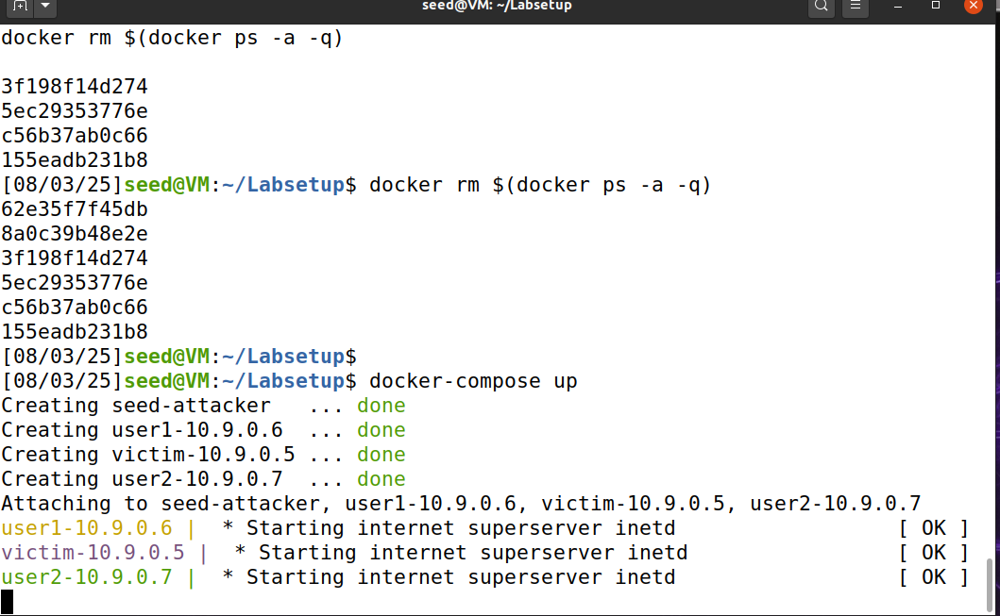 seed@VM: ~/Labsetup
docker rm $(docker ps -a -q)
3f198f14d274
5ec29353776e
c56b37ab0c66
155eadb231b8
[08/03/25]seed@VM:~/Labsetup$ docker rm $(docker ps -a -q)
62e35f7f45db
8a0c39b48e2e
3f198f14d274
5ec29353776e
c56b37ab0c66
155eadb231b8
[08/03/25]seed@VM:~/Labsetup$
[08/03/25]seed@VM:~/Labsetup$ docker-compose up
Creating seed-attacker   ... done
Creating user1-10.9.0.6  ... done
Creating victim-10.9.0.5 ... done
Creating user2-10.9.0.7  ... done
Attaching to seed-attacker, user1-10.9.0.6, victim-10.9.0.5, user2-10.9.0.7
user1-10.9.0.6 |  * Starting internet superserver inetd                  [ OK ]
victim-10.9.0.5 |  * Starting internet superserver inetd                 [ OK ]
user2-10.9.0.7 |  * Starting internet superserver inetd                  [ OK ]